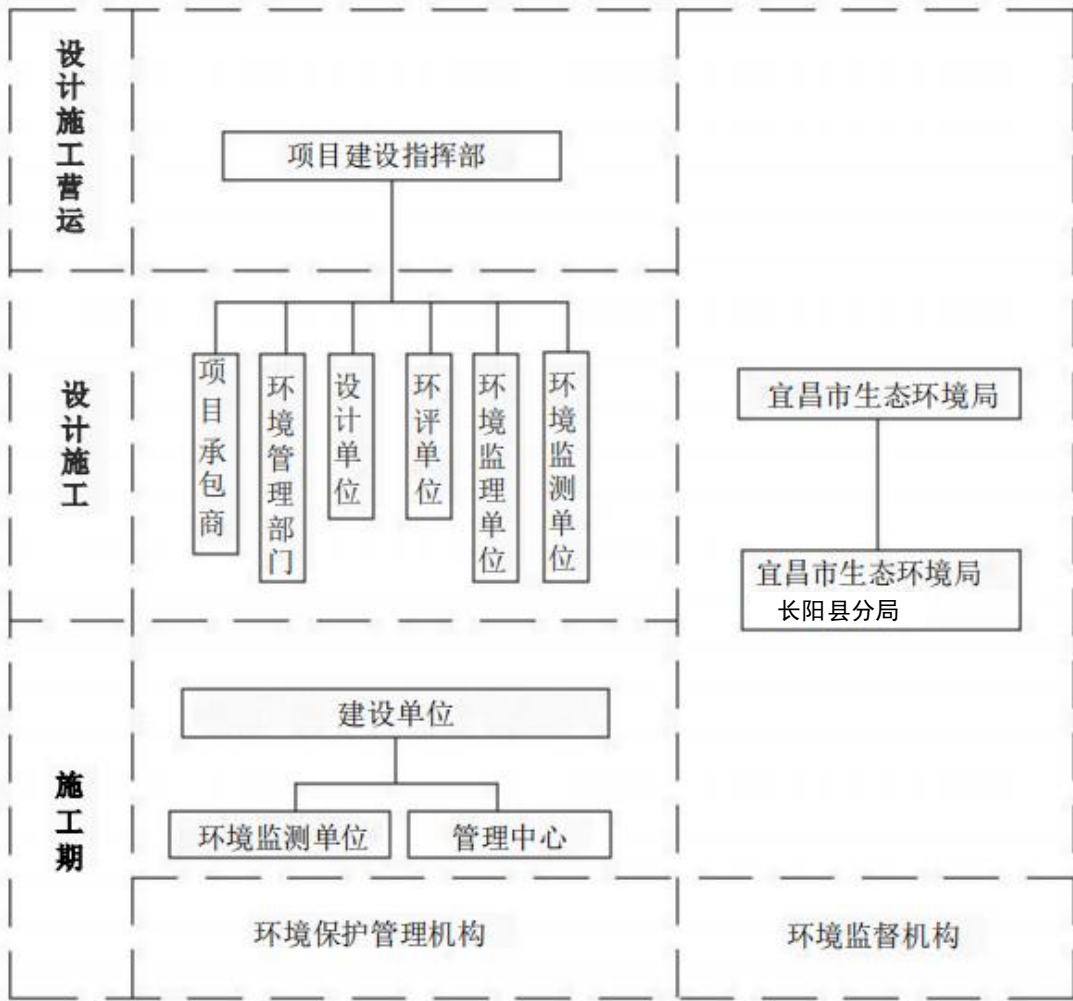 设计施工营运
项目建设指挥部
设计施工
项目承包商
环境管理部门
设计单位
环评单位
环境监理单位
环境监测单位
宜昌市生态环境局
宜昌市生态环境局
长阳县分局
施工期
建设单位
环境监测单位
管理中心
环境保护管理机构
环境监督机构